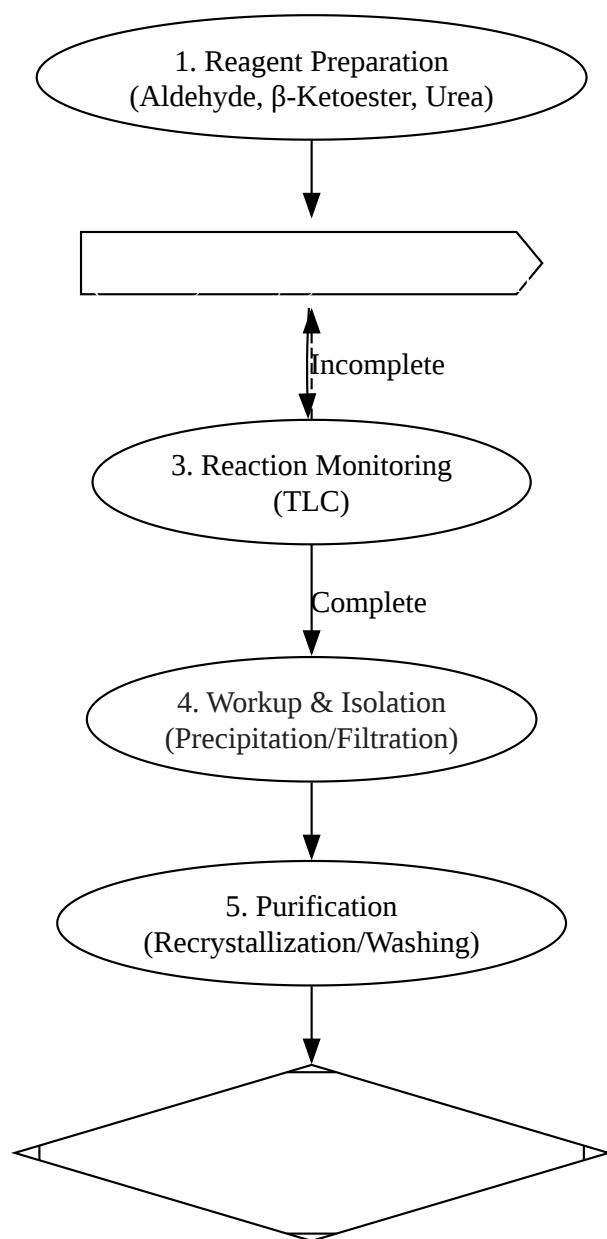 1. Reagent Preparation
(Aldehyde, β-Ketoester, Urea)
Incomplete
3. Reaction Monitoring
(TLC)
Complete
4. Workup & Isolation
(Precipitation/Filtration)
5. Purification
(Recrystallization/Washing)